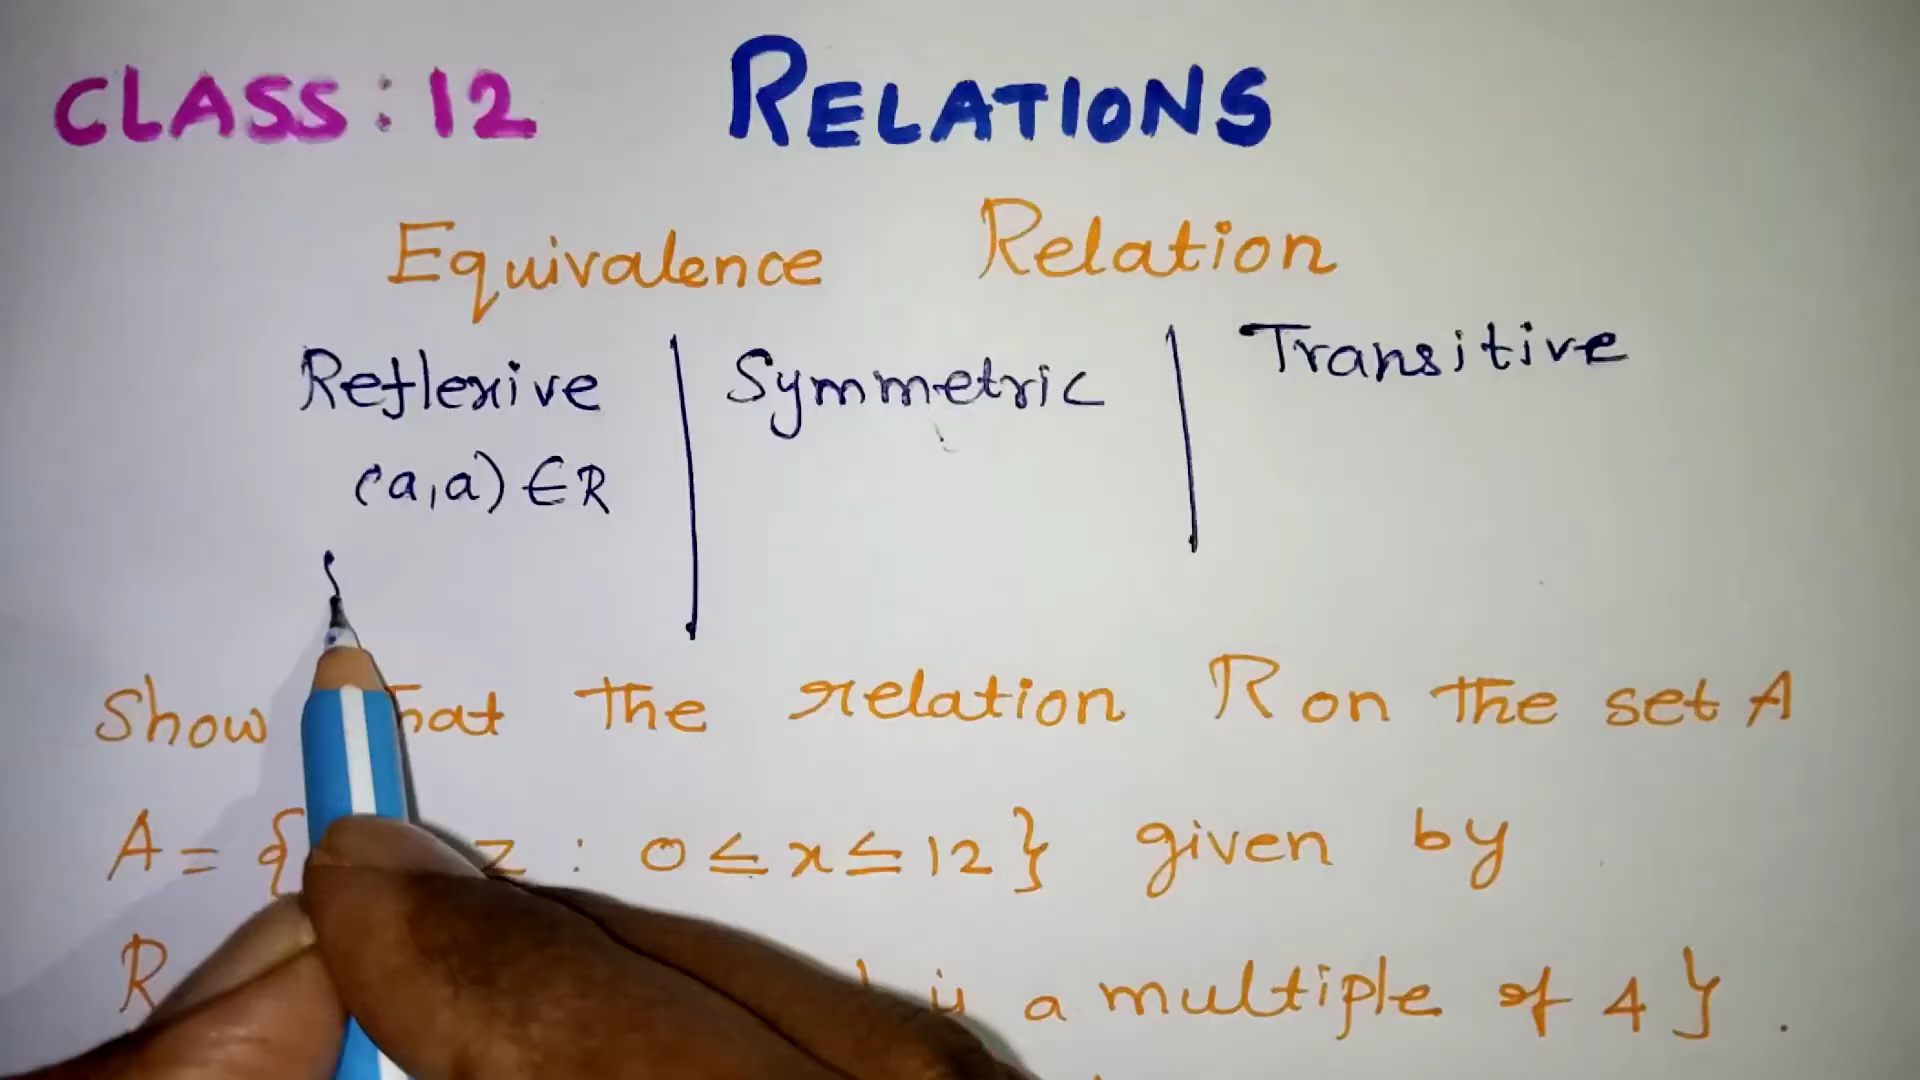 CLASS: 12 RELATIONS
Equivalence Relation
Reflexive Symmetric Transitive
(a,a) ∈ R
Show the relation R on the set A
A = { Z : 0 ≤ x ≤ 12} given by
R is a multiple of 4}.